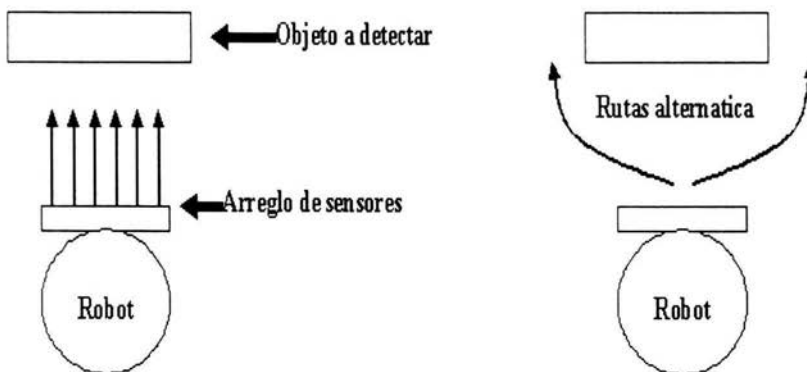 Objeto a detectar
Rutas alternatica
Arreglo de sensores
Robot
Robot